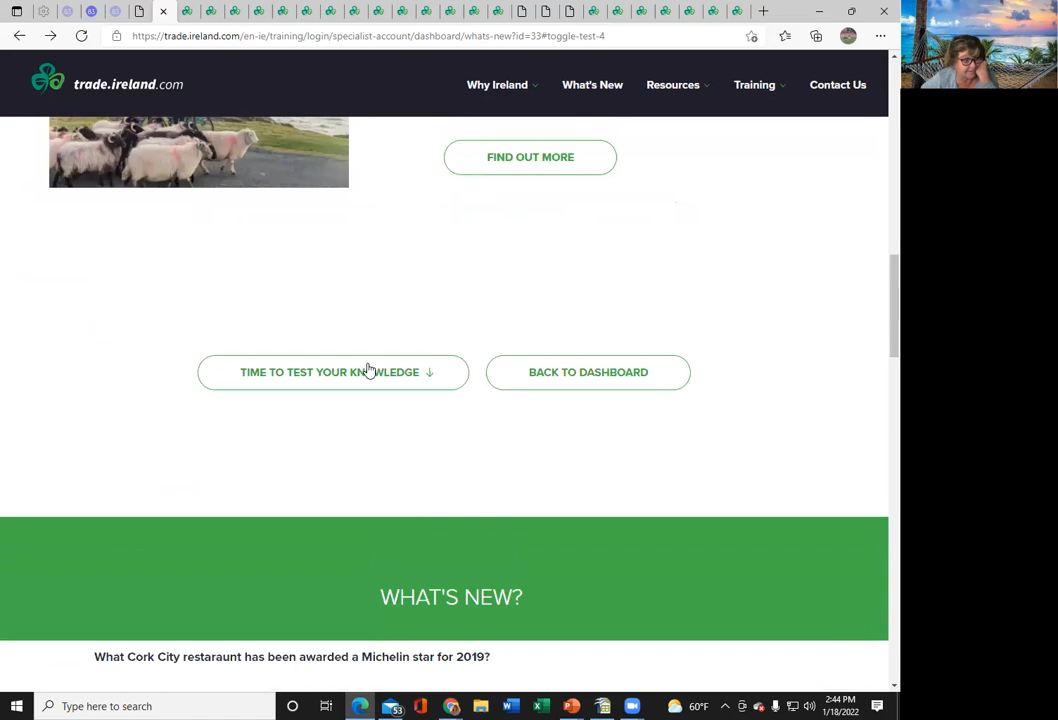 https://trade.ireland.com/en-ie/training/login/specialist-account/dashboard/whats-new?id=33#toggle-test-4
trade.ireland.com
Why Ireland
What's New
Resources
Training
Contact Us
FIND OUT MORE
TIME TO TEST YOUR KNOWLEDGE ↓
BACK TO DASHBOARD
WHAT'S NEW?
What Cork City restaraunt has been awarded a Michelin star for 2019?
Type here to search
53
60°F
2:44 PM
1/18/2022